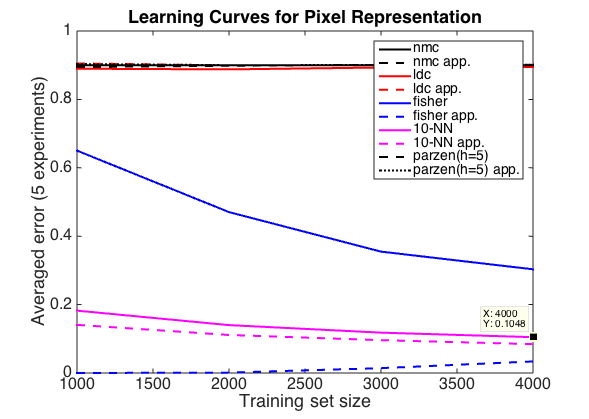 Learning Curves for Pixel Representation
1
0.8
0.6
0.4
0.2
0
Averaged error (5 experiments)
nmc
nmc app.
ldc
ldc app.
fisher
fisher app.
10-NN
10-NN app.
parzen(h=5)
parzen(h=5) app.
X: 4000
Y: 0.1048
1000 1500 2000 2500 3000 3500 4000
Training set size